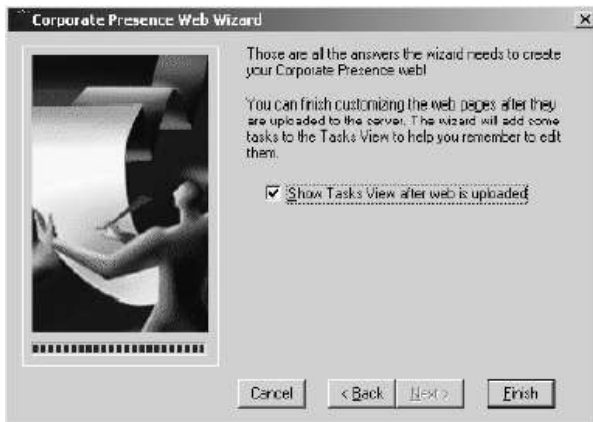 Corporate Presence Web Wizard
Those are all the answers the wizard needs to create
your Corporate Presence web!
You can finish customizing the web pages after they
are uploaded to the server. The wizard will add some
tasks to the Tasks View to help you remember to edit
them.
Show Tasks View after web is uploaded
Cancel
< Back
Next >
Finish